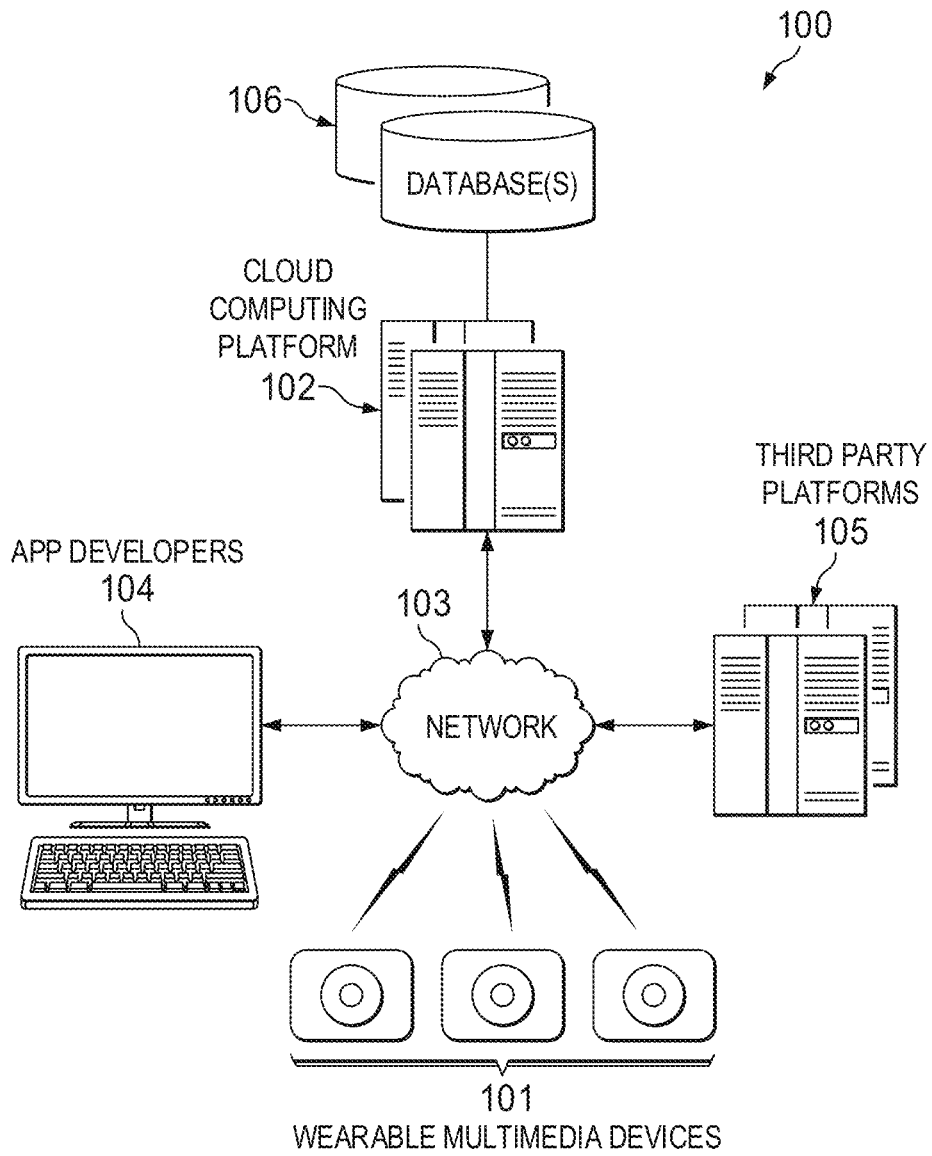 100
106
DATABASE(S)
CLOUD
COMPUTING
PLATFORM
102
THIRD PARTY
PLATFORMS
105
APP DEVELOPERS
104
103
NETWORK
101
WEARABLE MULTIMEDIA DEVICES